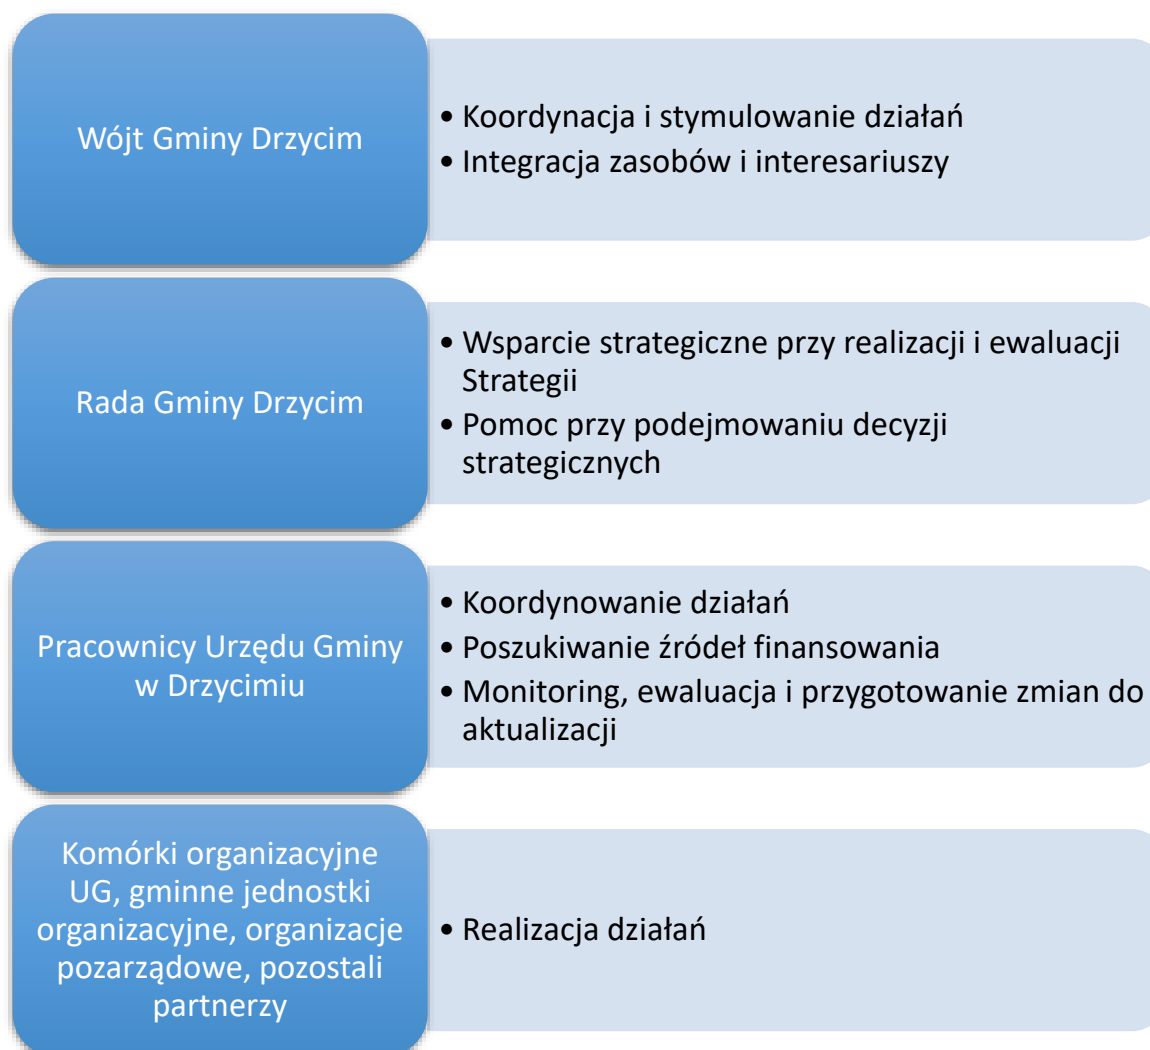 Wójt Gminy Drzycim
• Koordynacja i stymulowanie działań
• Integracja zasobów i interesariuszy
Rada Gminy Drzycim
• Wsparcie strategiczne przy realizacji i ewaluacji
Strategii
• Pomoc przy podejmowaniu decyzji
strategicznych
Pracownicy Urzędu Gminy
w Drzycimiu
• Koordynowanie działań
• Poszukiwanie źródeł finansowania
• Monitoring, ewaluacja i przygotowanie zmian do
aktualizacji
Komórki organizacyjne
UG, gminne jednostki
organizacyjne, organizacje
pozarządowe, pozostali
partnerzy
• Realizacja działań